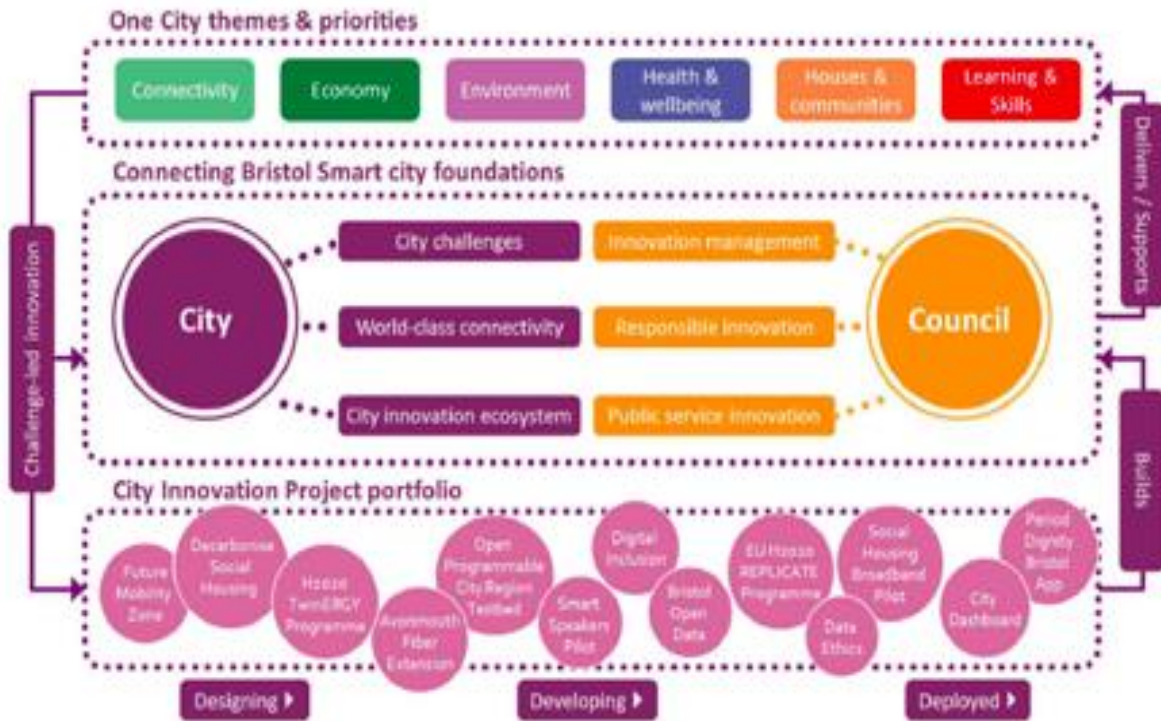 One City themes & priorities
Connectivity
Economy
Environment
Health &
wellbeing
Houses &
communities
Learning &
Skills
Delivers / Supports
Connecting Bristol Smart city foundations
Challenge-led innovation
City
City challenges
World-class connectivity
City innovation ecosystem
Innovation management
Responsible innovation
Public service innovation
Council
Builds
City Innovation Project portfolio
Future
Mobility
Zone
Decarbonise
Social
Housing
H2020
TwinERGY
Programme
Avonmouth
Fiber
Extension
Open
Programmable
City Region
Testbed
Smart
Speakers
Pilot
Digital
Inclusion
Bristol
Open
Data
EU H2020
REPLICATE
Programme
Data
Ethics
Social
Housing
Broadband
Pilot
City
Dashboard
Period
Dignity
Bristol
App
Designing
Developing
Deployed